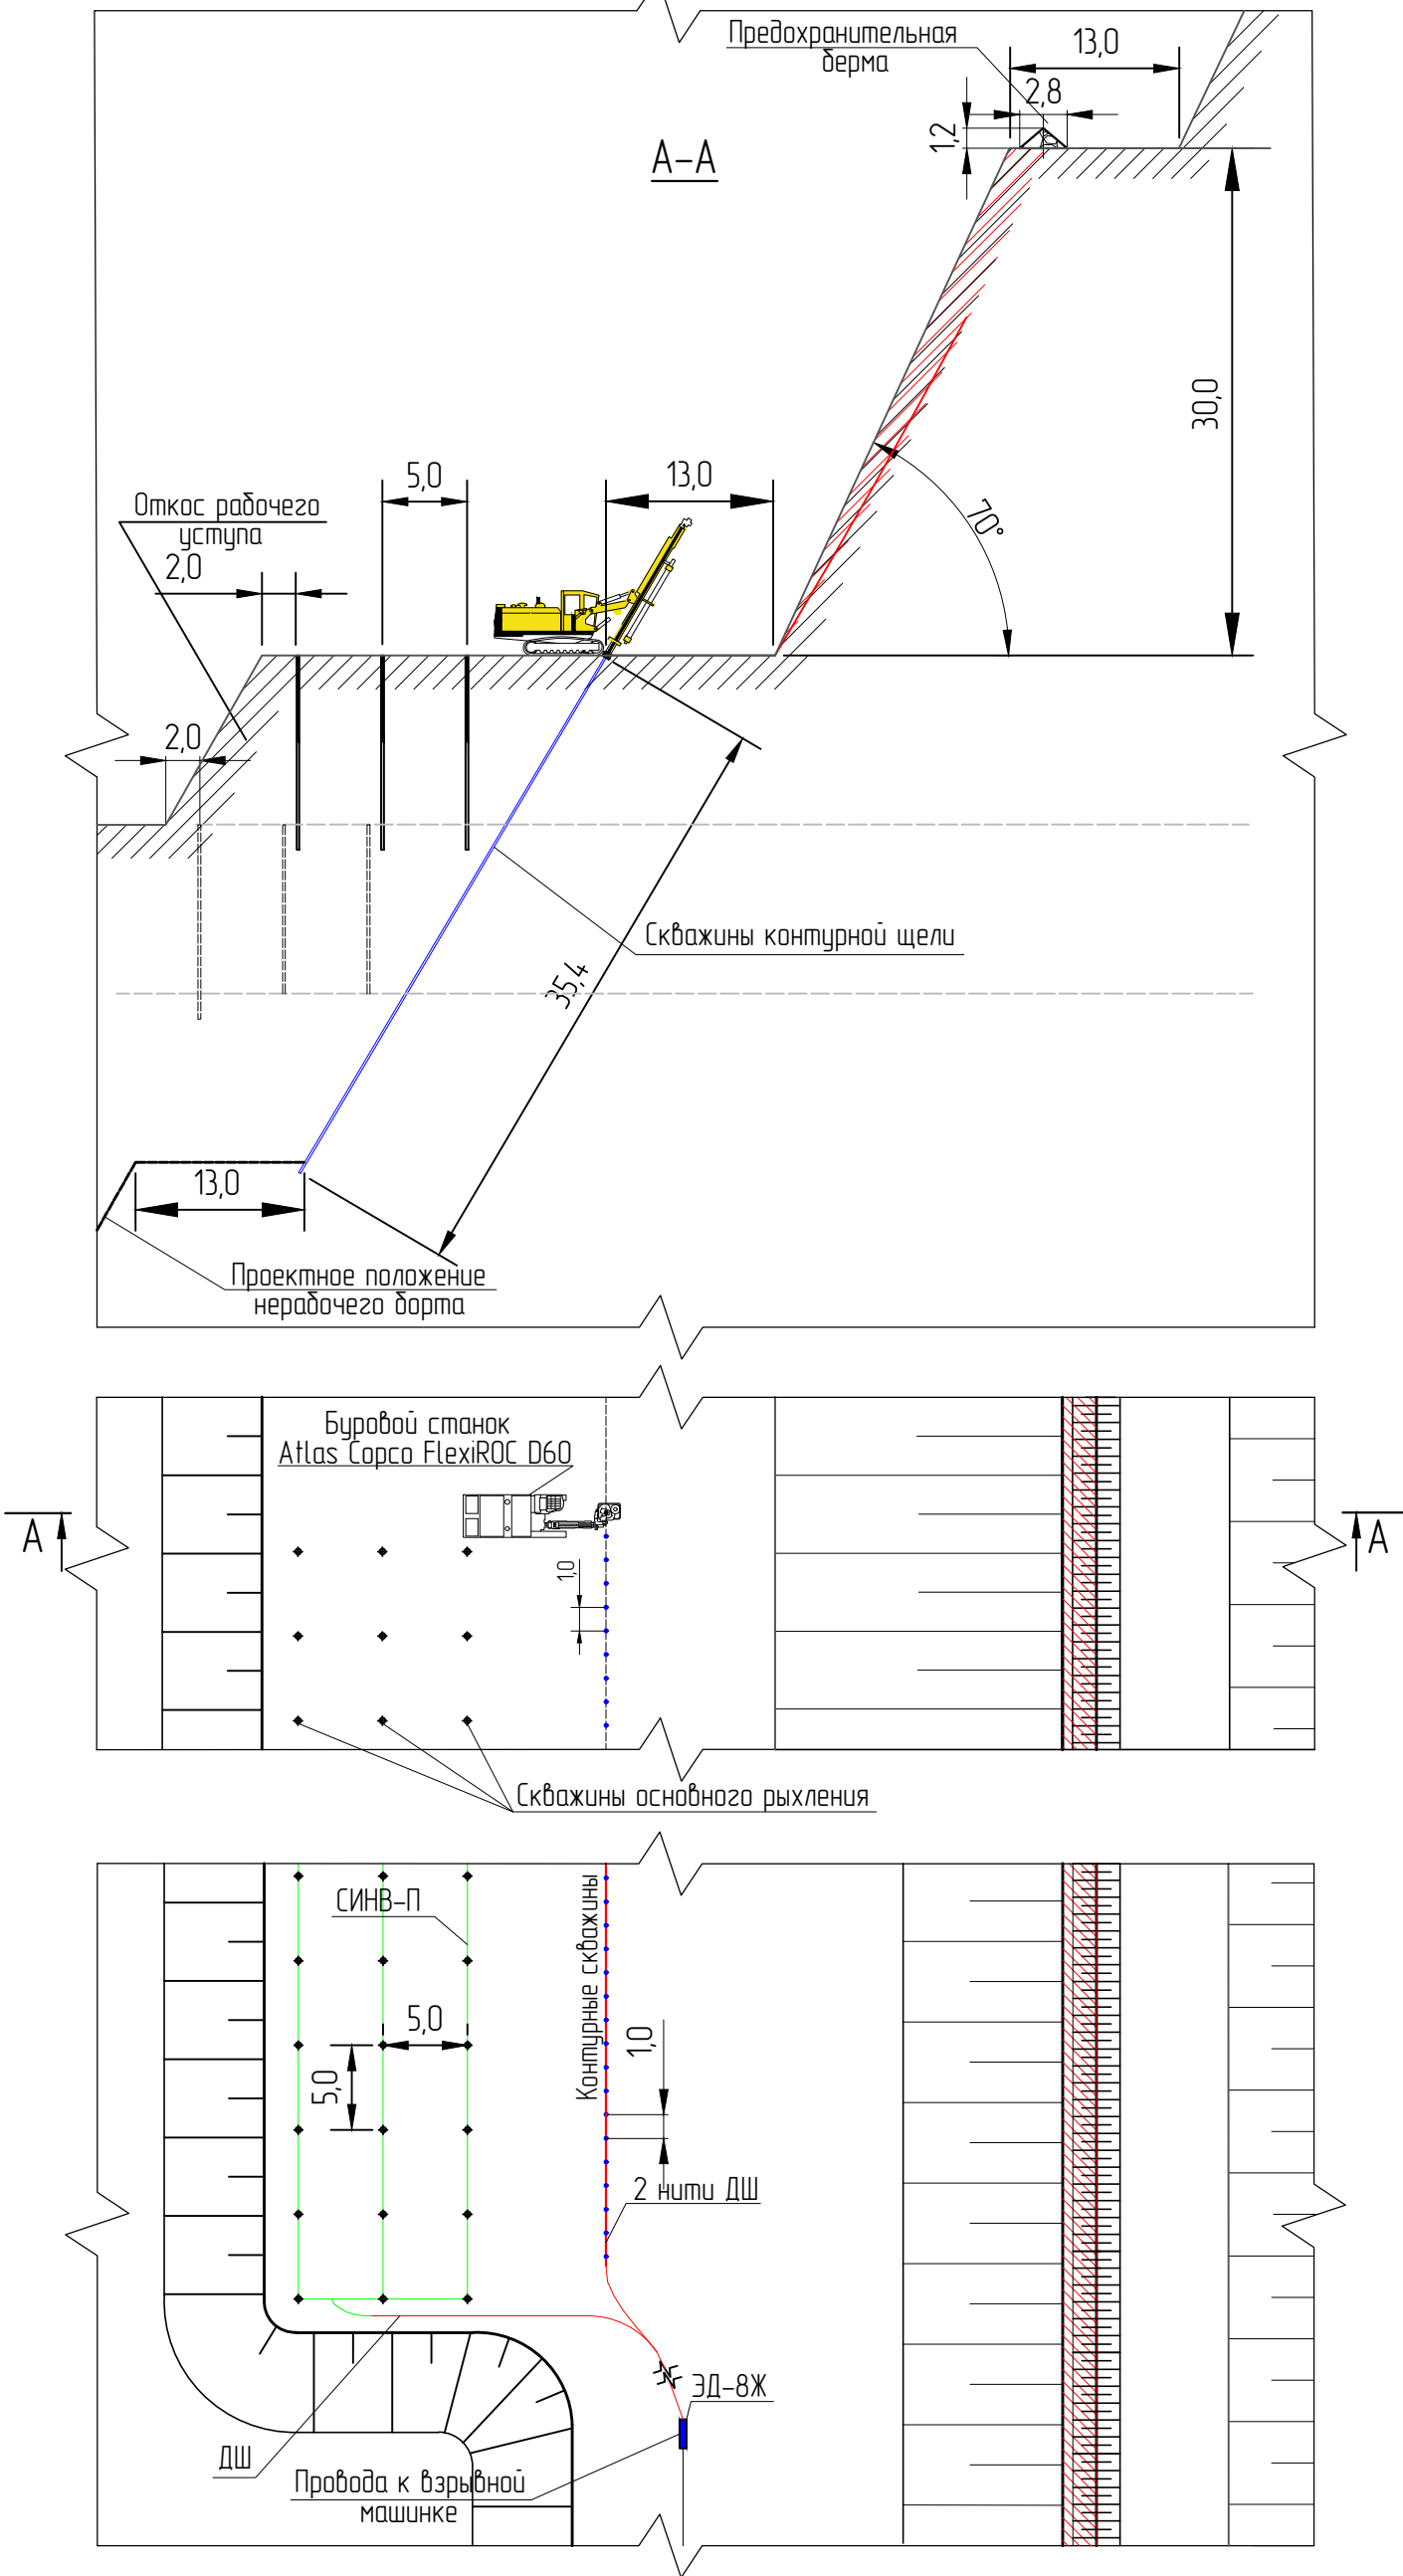 Предохранительная
берма
13,0
2,8
1,2
А-А
30,0
5,0
13,0
Откос рабочего
уступа
2,0
70°
2,0
Скважины контурной щели
35,4
13,0
Проектное положение
нерабочего борта
Буровой станок
Atlas Copco FlexiROC D60
А
А
1,0
Скважины основного рыхления
СИНВ-П
Контурные скважины
5,0
1,0
5,0
2 нити ДШ
ЭД-8Ж
ДШ
Провода к взрывной
машинке